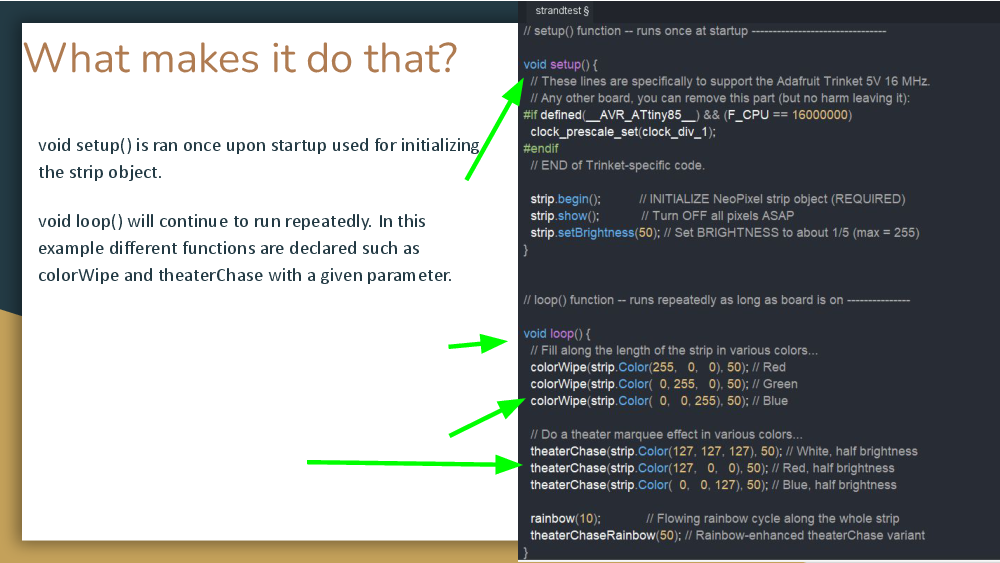 What makes it do that?
void setup() is ran once upon startup used for initializing
the strip object.
void loop() will continue to run repeatedly. In this
example different functions are declared such as
colorWipe and theaterChase with a given parameter.
strandtest §
// setup() function -- runs once at startup --------------------------------
void setup() {
// These lines are specifically to support the Adafruit Trinket 5V 16 MHz.
// Any other board, you can remove this part (but no harm leaving it):
#if defined(__AVR_ATtiny85__) && (F_CPU == 16000000)
clock_prescale_set(clock_div_1);
#endif
// END of Trinket-specific code.
strip.begin(); // INITIALIZE NeoPixel strip object (REQUIRED)
strip.show(); // Turn OFF all pixels ASAP
strip.setBrightness(50); // Set BRIGHTNESS to about 1/5 (max = 255)
}
// loop() function -- runs repeatedly as long as board is on ---------------
void loop() {
// Fill along the length of the strip in various colors...
colorWipe(strip.Color(255, 0, 0), 50); // Red
colorWipe(strip.Color( 0, 255, 0), 50); // Green
colorWipe(strip.Color( 0, 0, 255), 50); // Blue
// Do a theater marquee effect in various colors...
theaterChase(strip.Color(127, 127, 127), 50); // White, half brightness
theaterChase(strip.Color(127, 0, 0), 50); // Red, half brightness
theaterChase(strip.Color( 0, 0, 127), 50); // Blue, half brightness
rainbow(10); // Flowing rainbow cycle along the whole strip
theaterChaseRainbow(50); // Rainbow-enhanced theaterChase variant
}